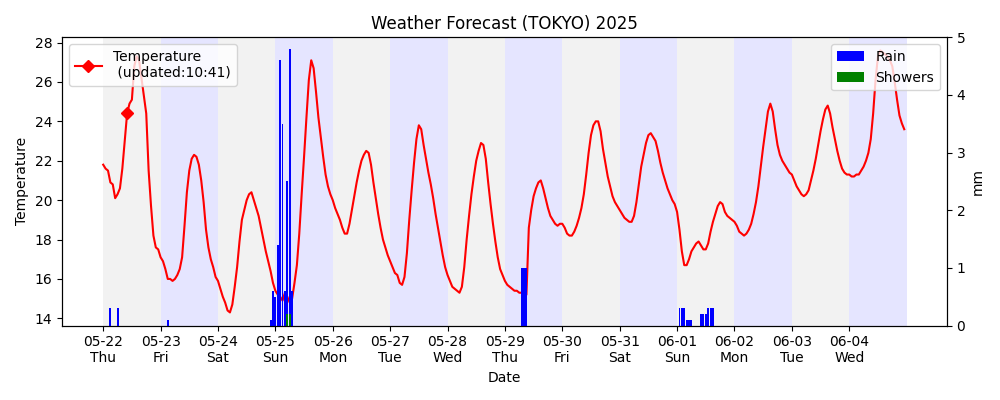 Weather Forecast (TOKYO) 2025
Temperature
(updated:10:41)
Rain
Showers
Temperature
28
26
24
22
20
18
16
14
5
4
3
2
1
0
mm
05-22 05-23 05-24 05-25 05-26 05-27 05-28 05-29 05-30 05-31 06-01 06-02 06-03 06-04
Thu Fri Sat Sun Mon Tue Wed Thu Fri Sat Sun Mon Tue Wed
Date